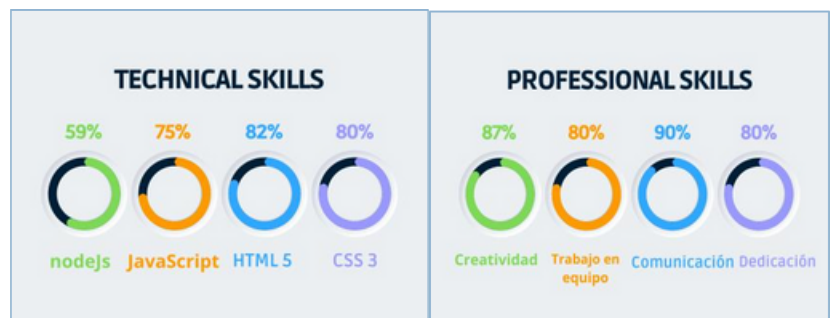 TECHNICAL SKILLS
59% 75% 82% 80%
nodeJs JavaScript HTML 5 CSS 3
PROFESSIONAL SKILLS
87% 80% 90% 80%
Creatividad Trabajo en equipo Comunicación Dedicación